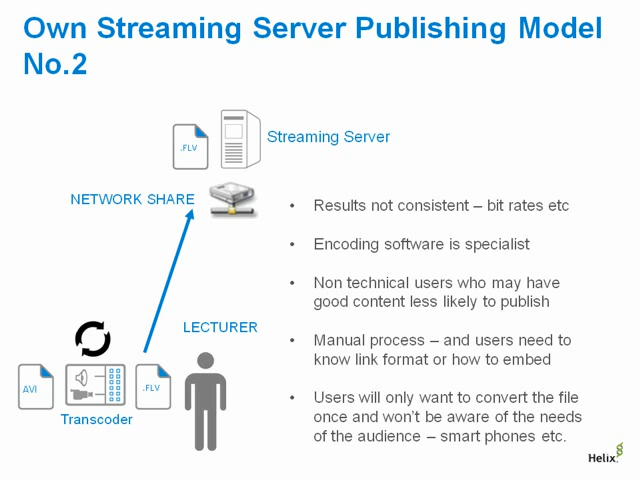 Own Streaming Server Publishing Model
No.2
.FLV
Streaming Server
NETWORK SHARE
• Results not consistent – bit rates etc
• Encoding software is specialist
• Non technical users who may have
good content less likely to publish
LECTURER
• Manual process – and users need to
know link format or how to embed
AVI
.FLV
Transcoder
• Users will only want to convert the file
once and won't be aware of the needs
of the audience – smart phones etc.
Helix